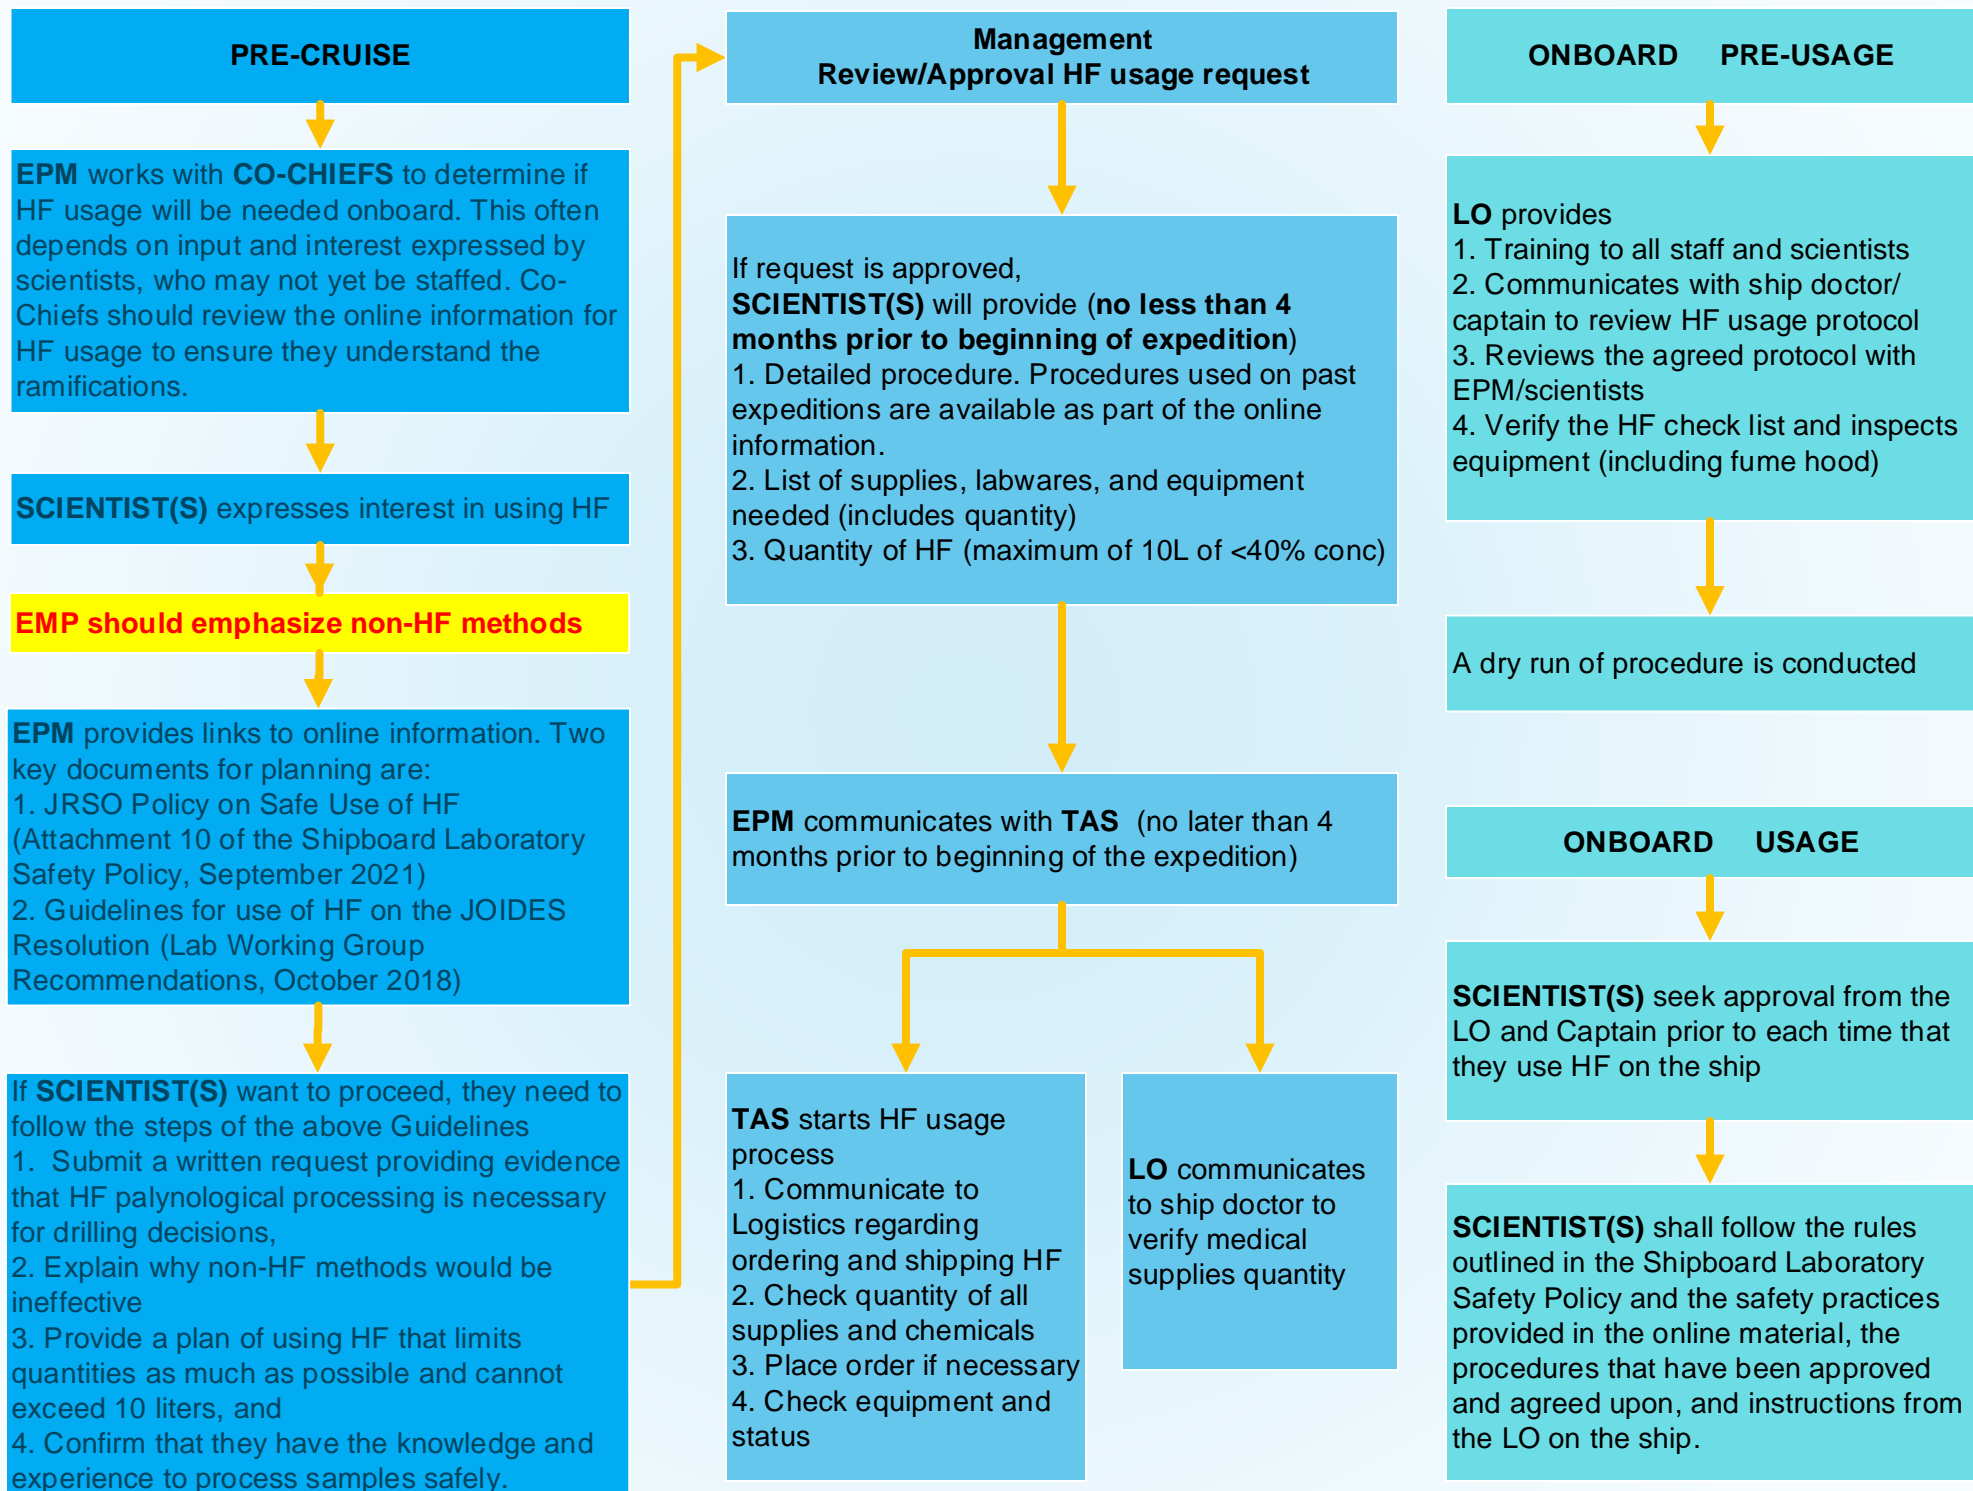 PRE-CRUISE
EPM works with CO-CHIEFS to determine if
HF usage will be needed onboard. This often
depends on input and interest expressed by
scientists, who may not yet be staffed. Co-
Chiefs should review the online information for
HF usage to ensure they understand the
ramifications.
SCIENTIST(S) expresses interest in using HF
EMP should emphasize non-HF methods
EPM provides links to online information. Two
key documents for planning are:
1. JRSO Policy on Safe Use of HF
(Attachment 10 of the Shipboard Laboratory
Safety Policy, September 2021)
2. Guidelines for use of HF on the JOIDES
Resolution (Lab Working Group
Recommendations, October 2018)
If SCIENTIST(S) want to proceed, they need to
follow the steps of the above Guidelines
1. Submit a written request providing evidence
that HF palynological processing is necessary
for drilling decisions,
2. Explain why non-HF methods would be
ineffective
3. Provide a plan of using HF that limits
quantities as much as possible and cannot
exceed 10 liters, and
4. Confirm that they have the knowledge and
experience to process samples safely.
Management
Review/Approval HF usage request
If request is approved,
SCIENTIST(S) will provide (no less than 4
months prior to beginning of expedition)
1. Detailed procedure. Procedures used on past
expeditions are available as part of the online
information.
2. List of supplies, labwares, and equipment
needed (includes quantity)
3. Quantity of HF (maximum of 10L of <40% conc)
EPM communicates with TAS (no later than 4
months prior to beginning of the expedition)
TAS starts HF usage
process
1. Communicate to
Logistics regarding
ordering and shipping HF
2. Check quantity of all
supplies and chemicals
3. Place order if necessary
4. Check equipment and
status
LO communicates
to ship doctor to
verify medical
supplies quantity
ONBOARD PRE-USAGE
LO provides
1. Training to all staff and scientists
2. Communicates with ship doctor/
captain to review HF usage protocol
3. Reviews the agreed protocol with
EPM/scientists
4. Verify the HF check list and inspects
equipment (including fume hood)
A dry run of procedure is conducted
ONBOARD USAGE
SCIENTIST(S) seek approval from the
LO and Captain prior to each time that
they use HF on the ship
SCIENTIST(S) shall follow the rules
outlined in the Shipboard Laboratory
Safety Policy and the safety practices
provided in the online material, the
procedures that have been approved
and agreed upon, and instructions from
the LO on the ship.